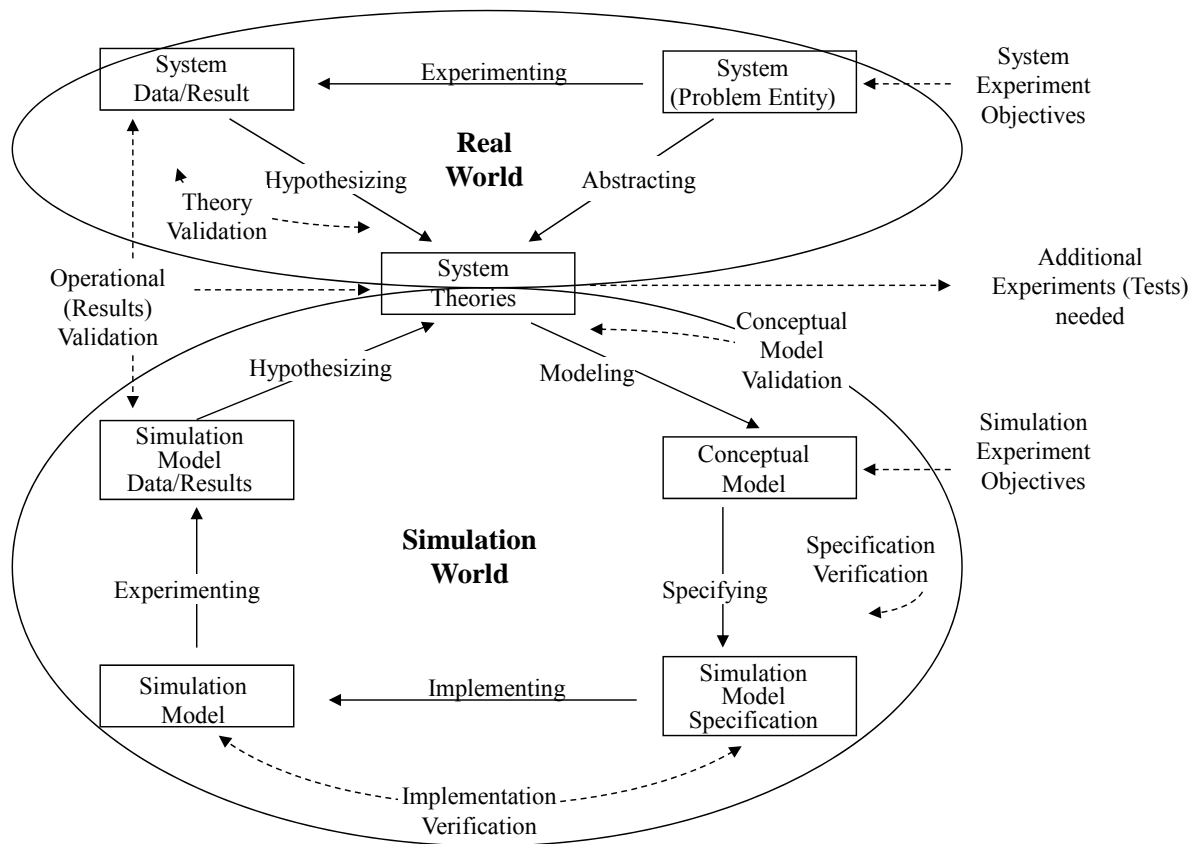 System
Data/Result
Experimenting
System
(Problem Entity)
System
Experiment
Objectives
Real
World
Hypothesizing
Abstracting
Theory
Validation
System
Theories
Operational
(Results)
Validation
Additional
Experiments (Tests)
needed
Conceptual
Model
Validation
Hypothesizing
Modeling
Simulation
Model
Data/Results
Conceptual
Model
Simulation
Experiment
Objectives
Simulation
World
Specification
Verification
Experimenting
Specifying
Simulation
Model
Implementing
Simulation
Model
Specification
Implementation
Verification